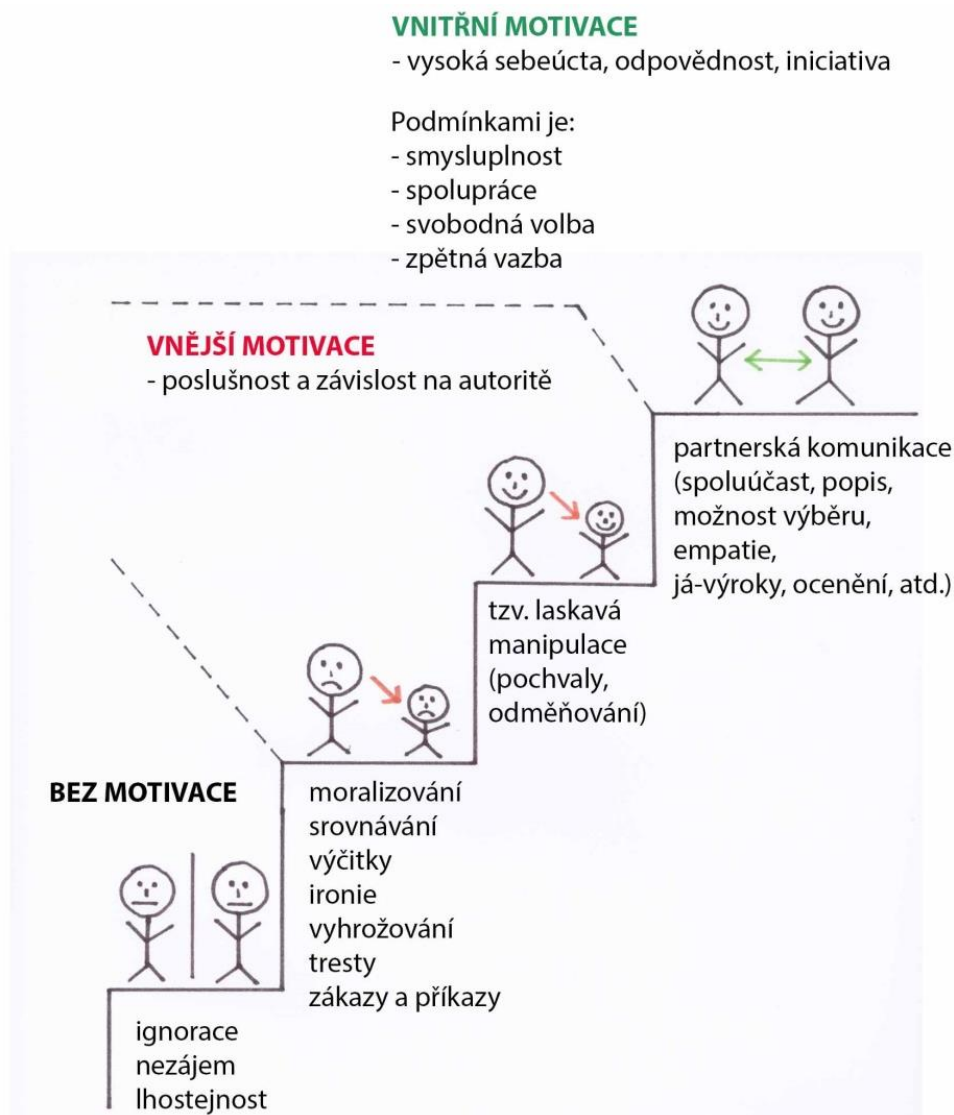 VNITŘNÍ MOTIVACE
- vysoká sebeúcta, odpovědnost, iniciativa
Podmínkami je:
- smysluplnost
- spolupráce
- svobodná volba
- zpětná vazba
VNĚJŠÍ MOTIVACE
- poslušnost a závislost na autoritě
partnerská komunikace
(spoluúčast, popis,
možnost výběru,
empatie,
já-výroky, ocenění, atd.)
tzv. laskavá
manipulace
(pochvaly,
odměňování)
BEZ MOTIVACE
moralizování
srovnávání
výčitky
ironie
vyhrožování
tresty
zákazy a příkazy
ignorace
nezájem
lhostejnost